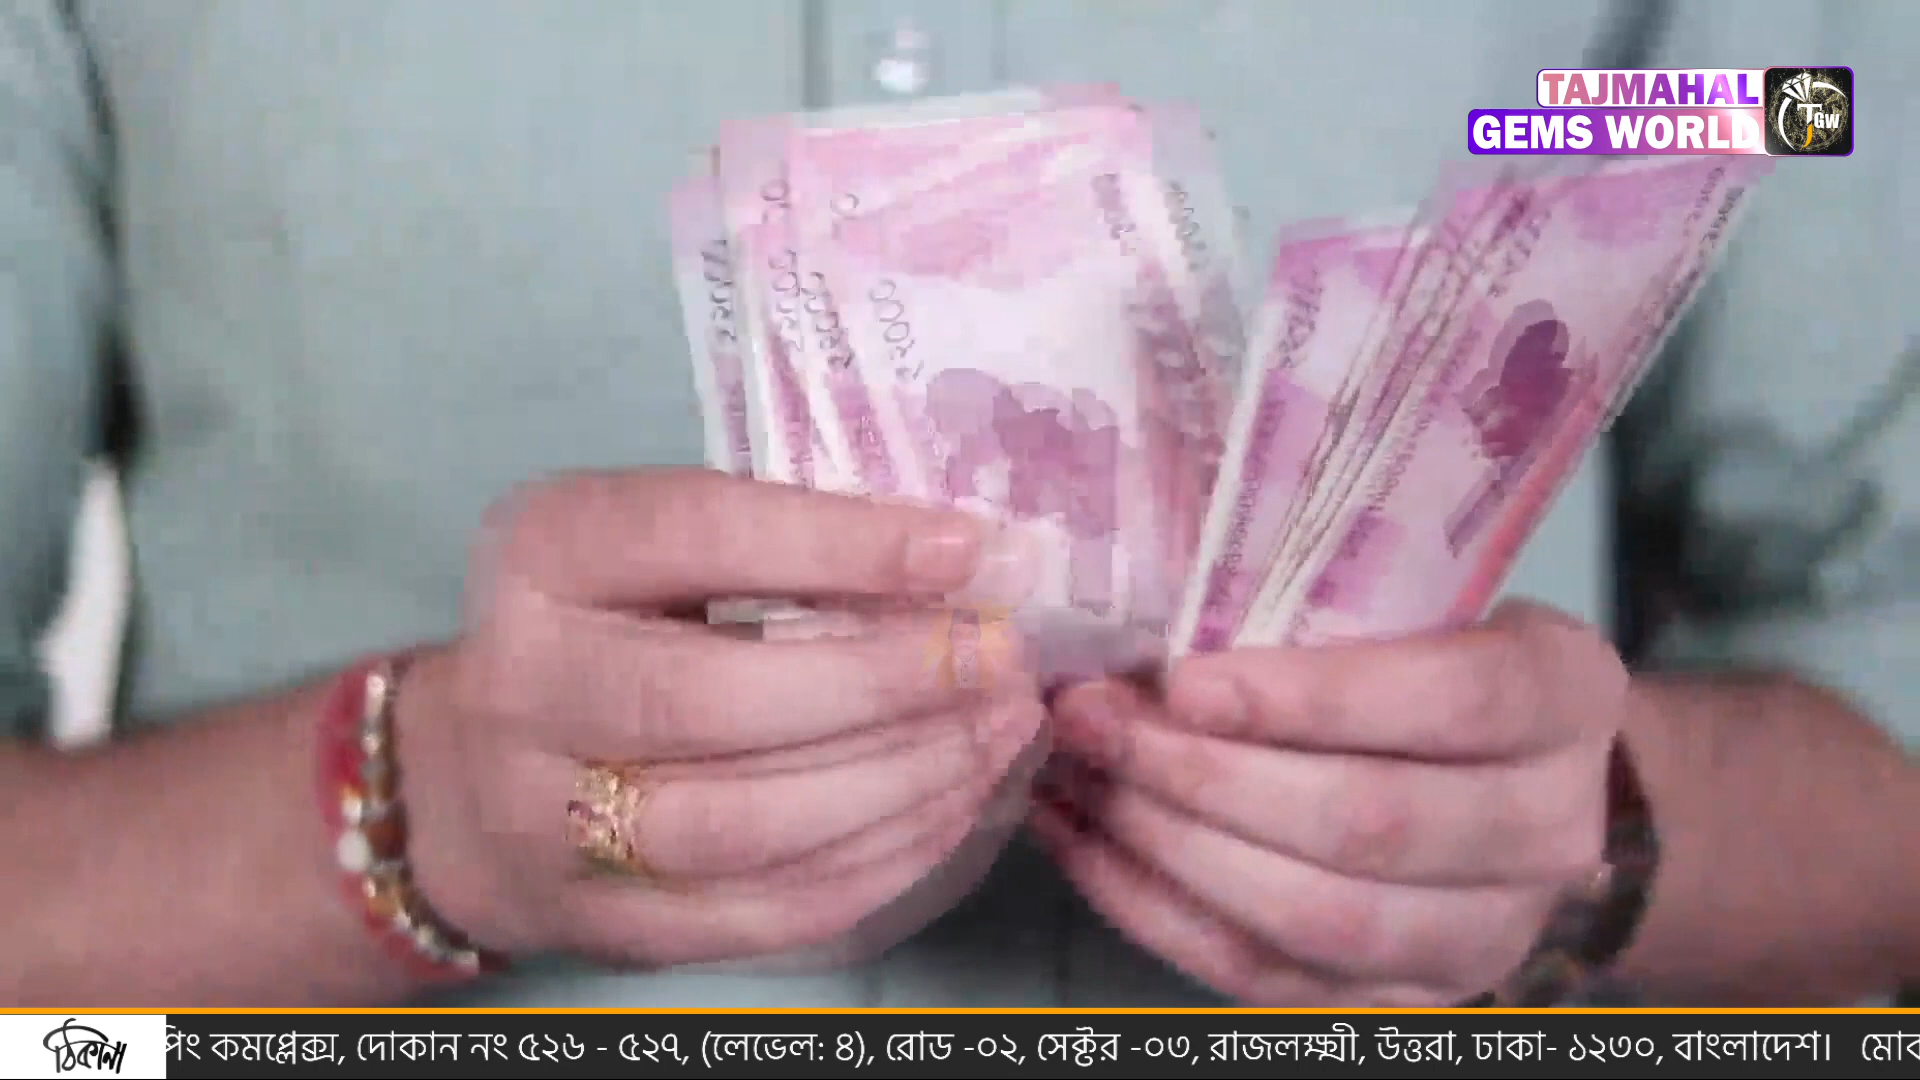 TAJMAHAL
GEMS WORLD
TGW
ঠিকানা
পিং কমপ্লেক্স, দোকান নং ৫২৬ - ৫২৭, (লেভেল: ৪), রোড -০২, সেক্টর -০৩, রাজলক্ষ্মী, উত্তরা, ঢাকা- ১২৩০, বাংলাদেশ। মোব